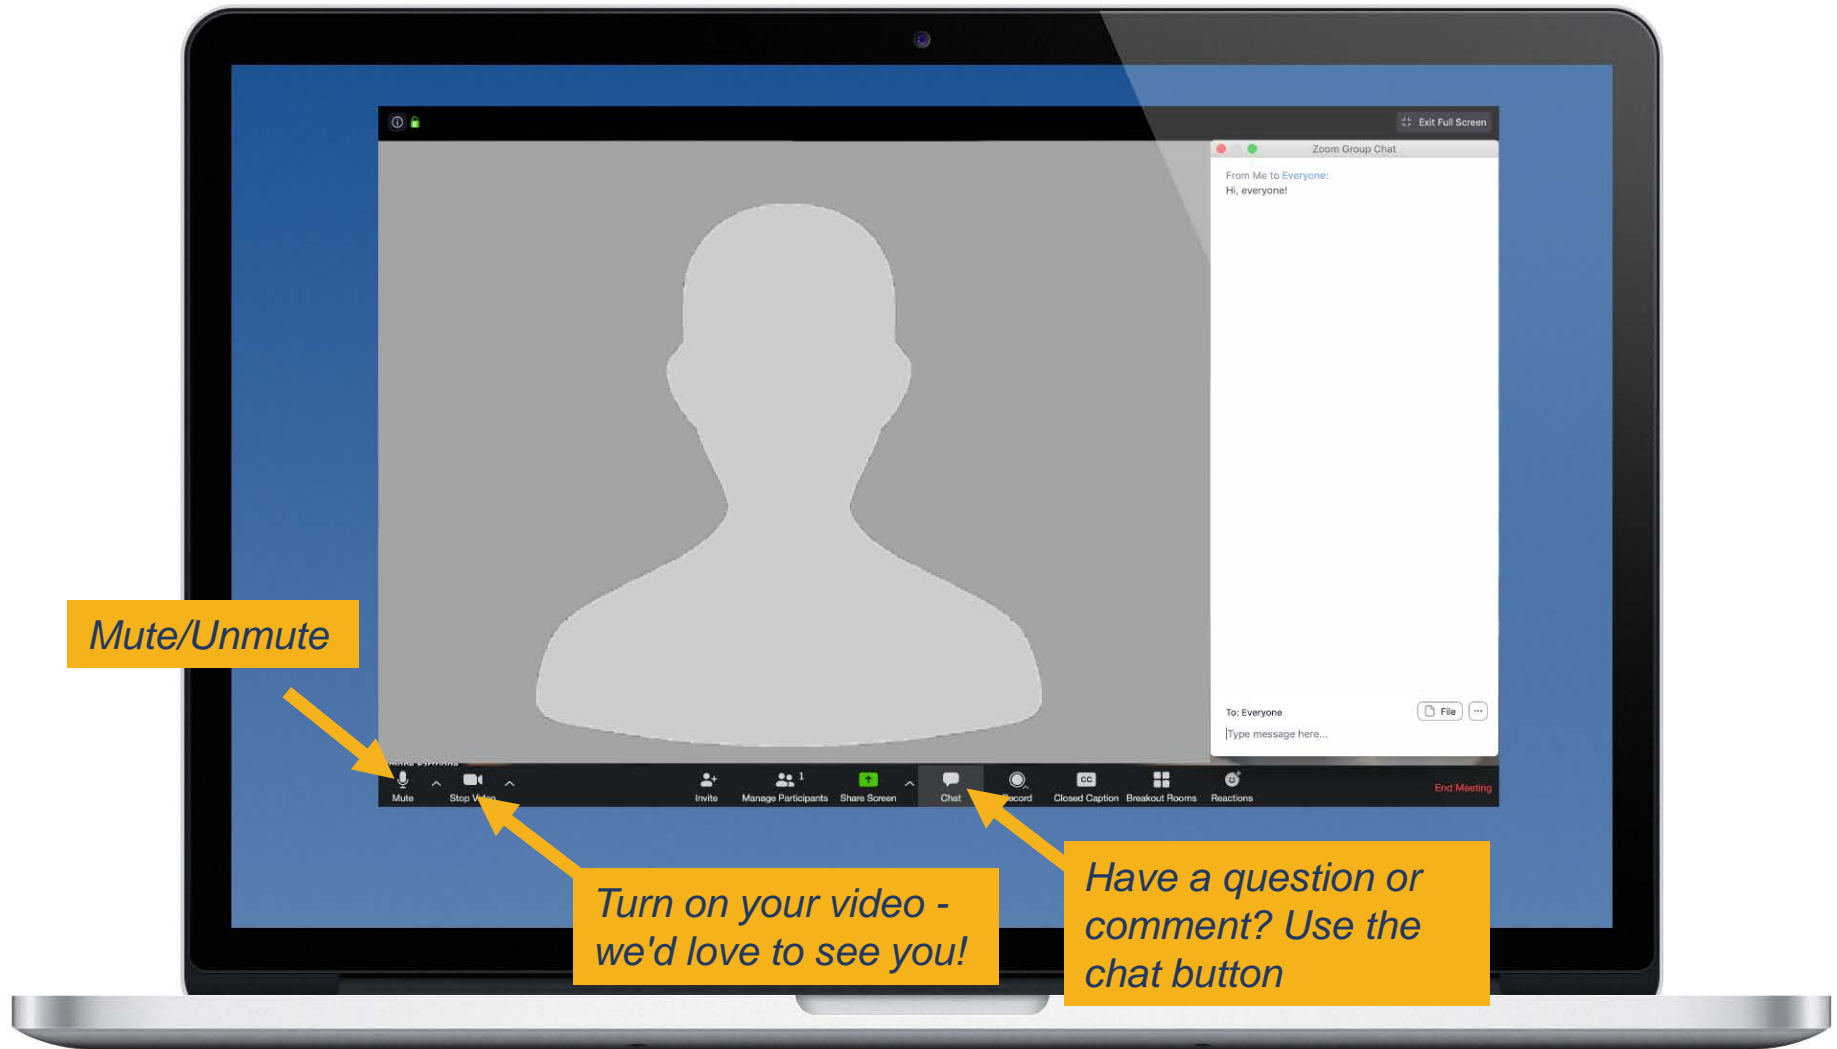 Exit Full Screen
Zoom Group Chat
From Me to Everyone:
Hi, everyone!
To: Everyone
File
Type message here...
Mute/Unmute
Mute
Stop Video
Invite
1
Manage Participants
Share Screen
Chat
Record
CC
Closed Caption
Breakout Rooms
Reactions
End Meeting
Turn on your video -
we'd love to see you!
Have a question or
comment? Use the
chat button